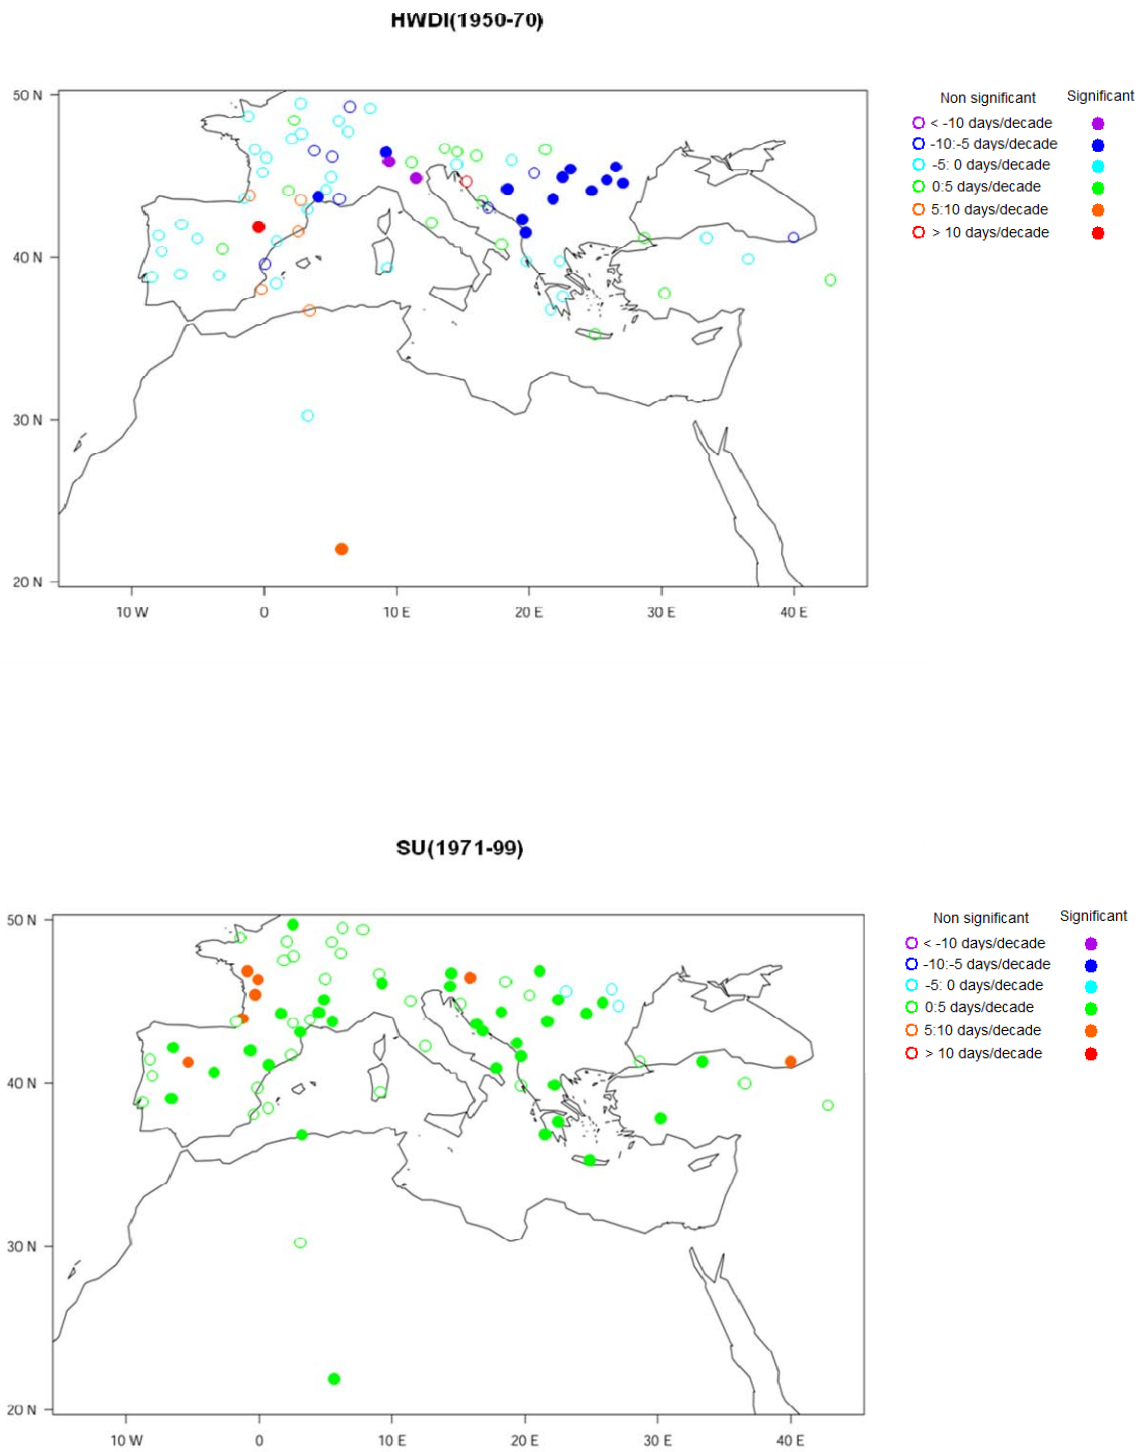 HWDI(1950-70)
50 N
40 N
30 N
20 N
10 W 0 10 E 20 E 30 E 40 E
Non significant Significant
< -10 days/decade
-10:-5 days/decade
-5: 0 days/decade
0:5 days/decade
5:10 days/decade
> 10 days/decade
SU(1971-99)
50 N
40 N
30 N
20 N
10 W 0 10 E 20 E 30 E 40 E
Non significant Significant
< -10 days/decade
-10:-5 days/decade
-5: 0 days/decade
0:5 days/decade
5:10 days/decade
> 10 days/decade